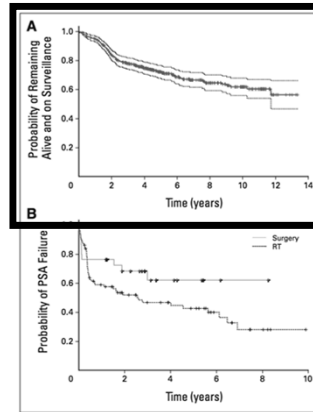 A
Probability of Remaining
Alive and on Surveillance
1.0
0.8
0.6
0.4
0.2
0
2
4
6
8
10
12
14
Time (years)
B
Probability of PSA Failure
1.0
0.8
0.6
0.4
0.2
Surgery
RT
0
2
4
6
8
10
Time (years)